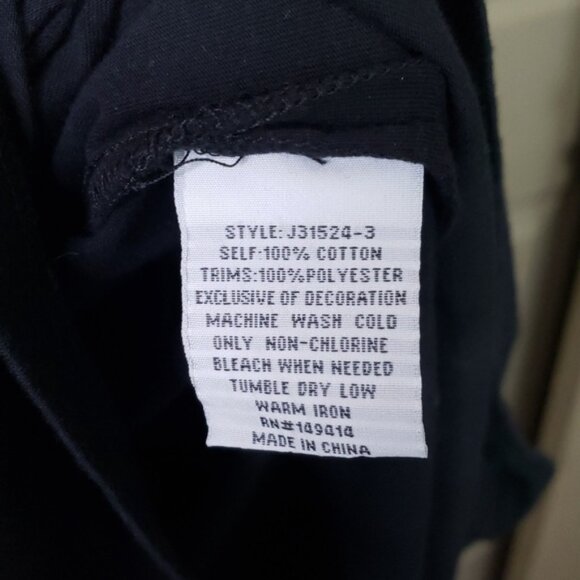 STYLE: J31524-3
SELF:100% COTTON
TRIMS:100%POLYESTER
EXCLUSIVE OF DECORATION
MACHINE WASH COLD
ONLY NON-CHLORINE
BLEACH WHEN NEEDED
TUMBLE DRY LOW
WARM IRON
RN#149414
MADE IN CHINA